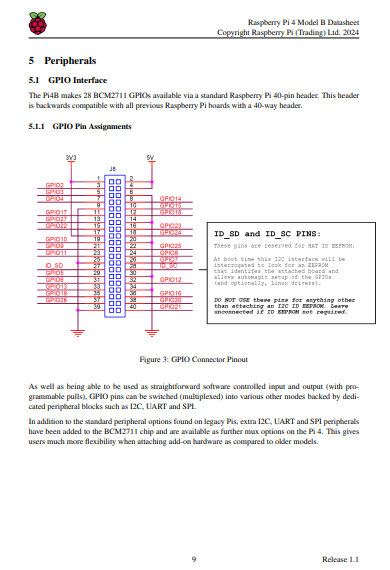 Raspberry Pi 4 Model B Datasheet
Copyright Raspberry Pi (Trading) Ltd. 2024
5 Peripherals
5.1 GPIO Interface
The Pi4B makes 28 BCM2711 GPIOs available via a standard Raspberry Pi 40-pin header. This header
is backwards compatible with all previous Raspberry Pi boards with a 40-way header.
5.1.1 GPIO Pin Assignments
3V3 5V
J8
1 2
GPIO2 3 4
GPIO3 5 6
GPIO4 7 8 GPIO14
9 10 GPIO15
GPIO17 11 12 GPIO18
GPIO27 13 14
GPIO22 15 16 GPIO23
17 18 GPIO24
GPIO10 19 20
GPIO9 21 22 GPIO25
GPIO11 23 24 GPIO8
25 26 GPIO7
ID_SD 27 28 ID_SC
GPIO5 29 30
GPIO6 31 32 GPIO12
GPIO13 33 34
GPIO19 35 36 GPIO16
GPIO26 37 38 GPIO20
39 40 GPIO21
ID_SD and ID_SC PINS:
These pins are reserved for HAT ID EEPROM.
At boot time this I2C interface will be
interrogated to look for an EEPROM
that identifes the attached board and
allows automagic setup of the GPIOs
(and optionally, Linux drivers).
DO NOT USE these pins for anything other
than attaching an I2C ID EEPROM. Leave
unconnected if ID EEPROM not required.
Figure 3: GPIO Connector Pinout
As well as being able to be used as straightforward software controlled input and output (with pro-
grammable pulls), GPIO pins can be switched (multiplexed) into various other modes backed by dedi-
cated peripheral blocks such as I2C, UART and SPI.
In addition to the standard peripheral options found on legacy Pis, extra I2C, UART and SPI peripherals
have been added to the BCM2711 chip and are available as further mux options on the Pi 4. This gives
users much more flexibility when attaching add-on hardware as compared to older models.
9
Release 1.1